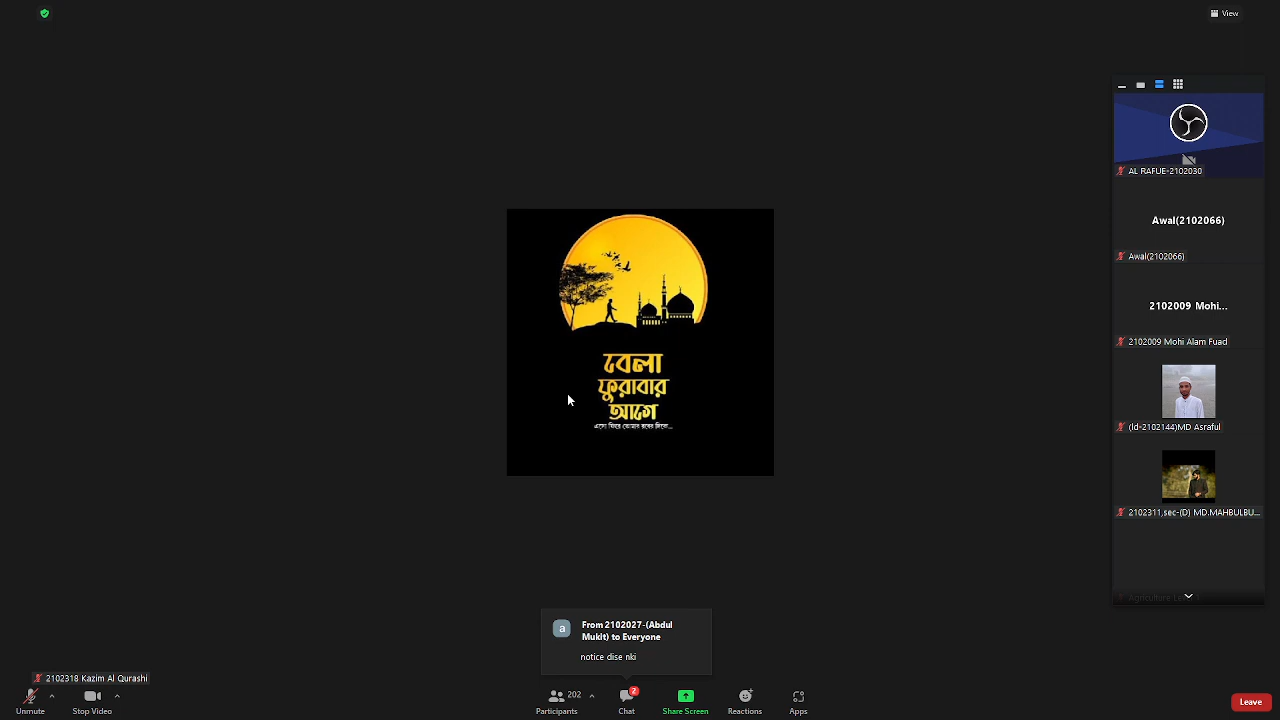 View
AL RAFUE-2102030
Awal(2102066)
Awal(2102066)
2102009 Mohi...
2102009 Mohi Alam Fuad
(Id-2102144)MD Asraful
2102311,sec-(D) MD.MAHBULBU...
বেলা
ফুরাবার
আগে
এসো ফিরে তোমার রবের দিকে...
a
From 2102027-(Abdul
Mukit) to Everyone
notice dise nki
2102318 Kazim Al Qurashi
Unmute
Stop Video
Participants
202
Chat
2
Share Screen
Reactions
Apps
Leave